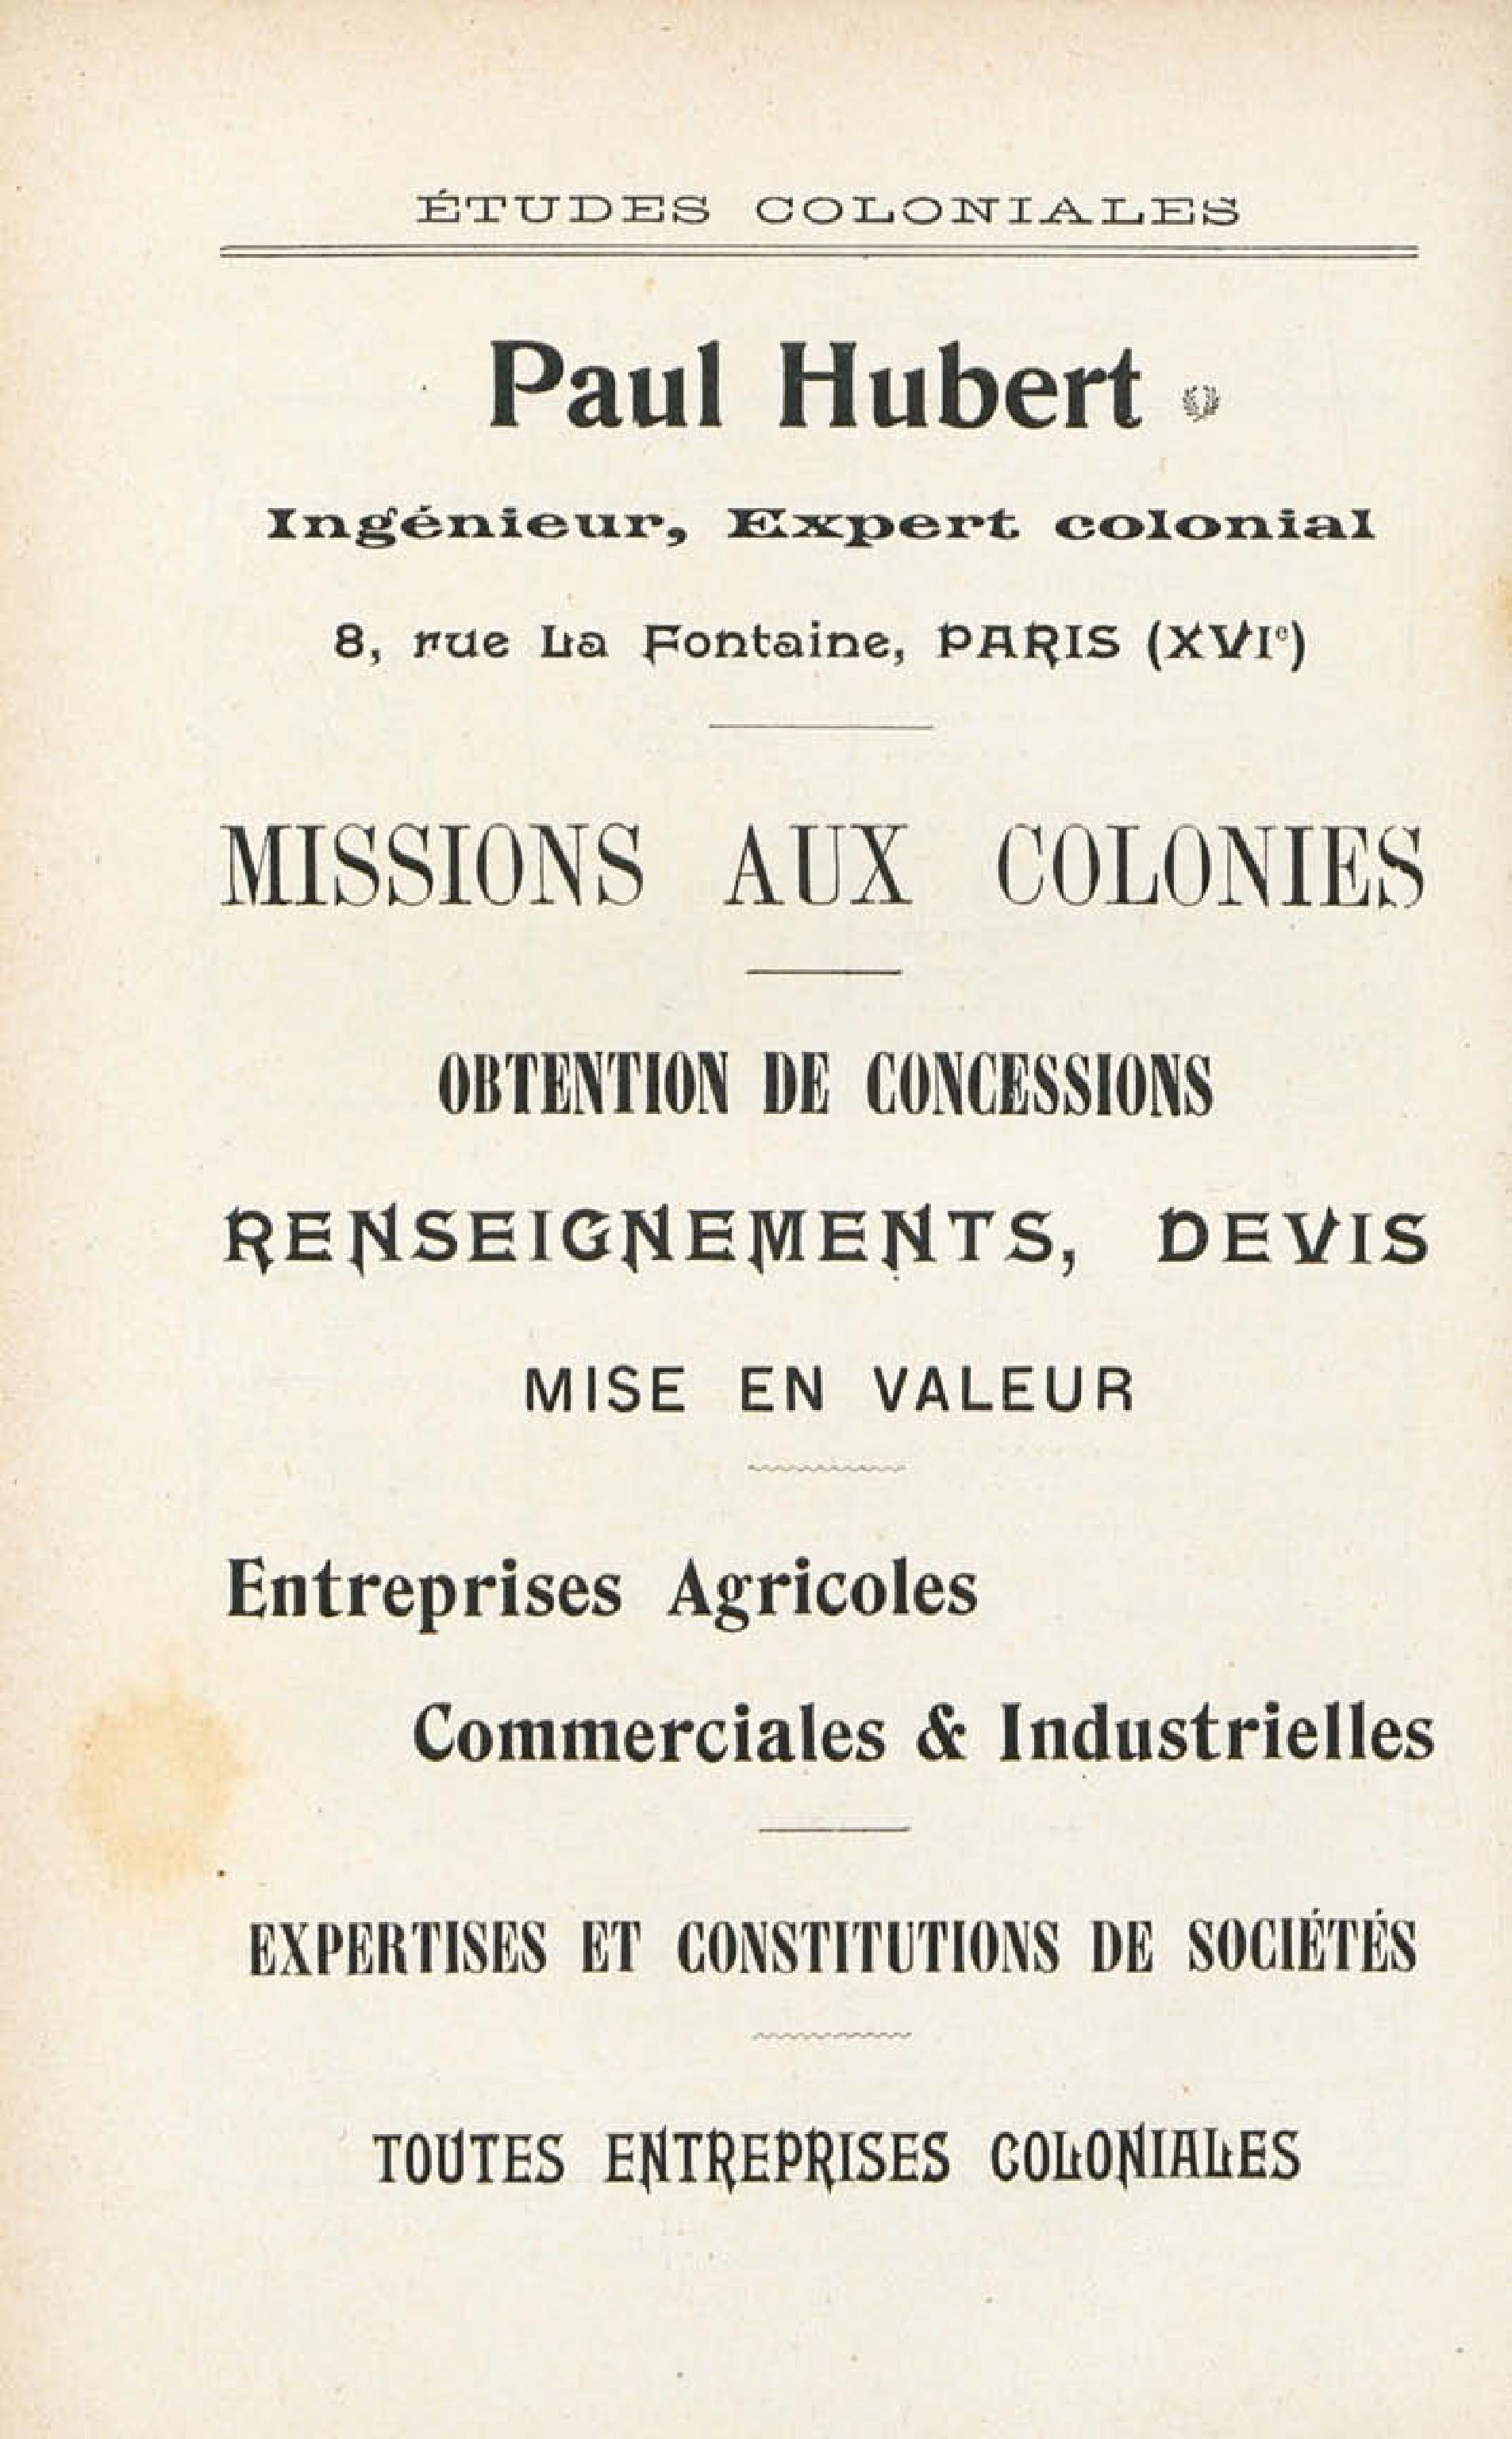 ÉTUDES COLONIALES
Paul Hubert
Ingénieur, Expert colonial
8, rue La Fontaine, PARIS (XVIe)
MISSIONS AUX COLONIES
OBTENTION DE CONCESSIONS
RENSEIGNEMENTS, DEVIS
MISE EN VALEUR
Entreprises Agricoles
Commerciales & Industrielles
EXPERTISES ET CONSTITUTIONS DE SOCIÉTÉS
TOUTES ENTREPRISES COLONIALES